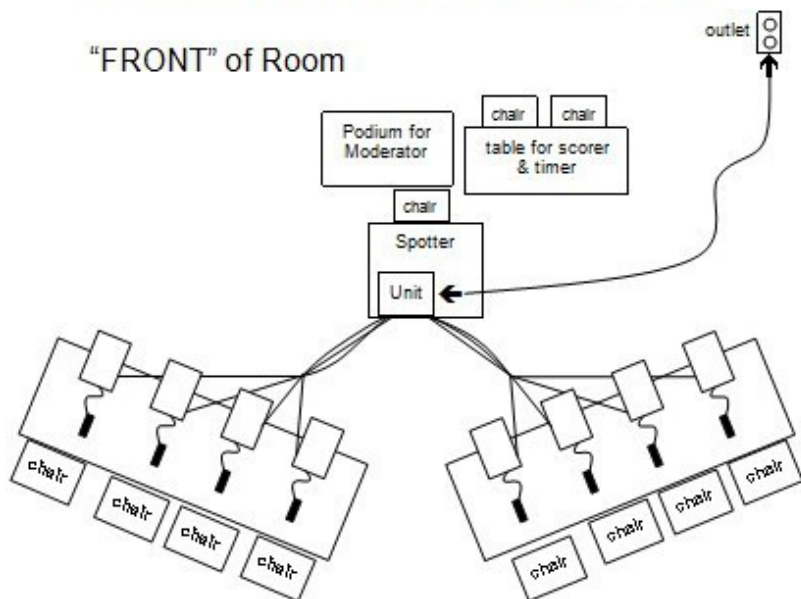 "FRONT" of Room
outlet
chair chair
Podium for
Moderator
table for scorer
& timer
chair
Spotter
Unit
chair
chair
chair
chair
chair
chair
chair
chair